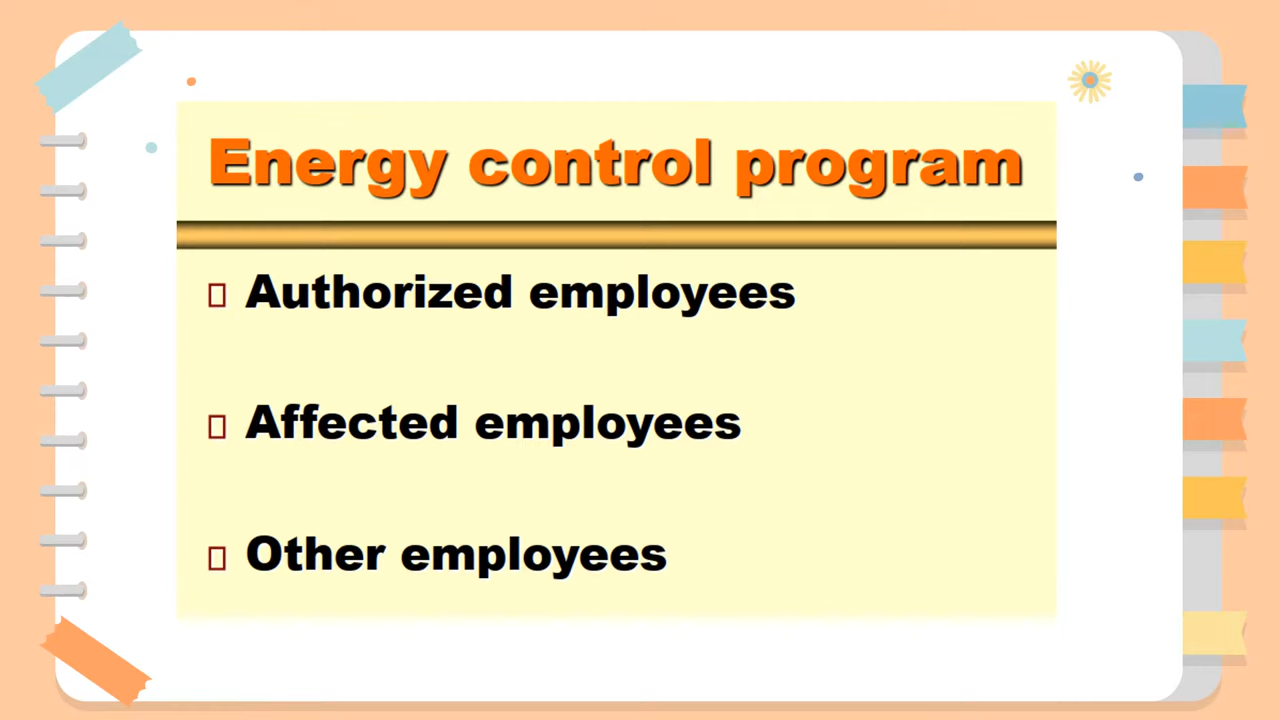 Energy control program
Authorized employees
Affected employees
Other employees